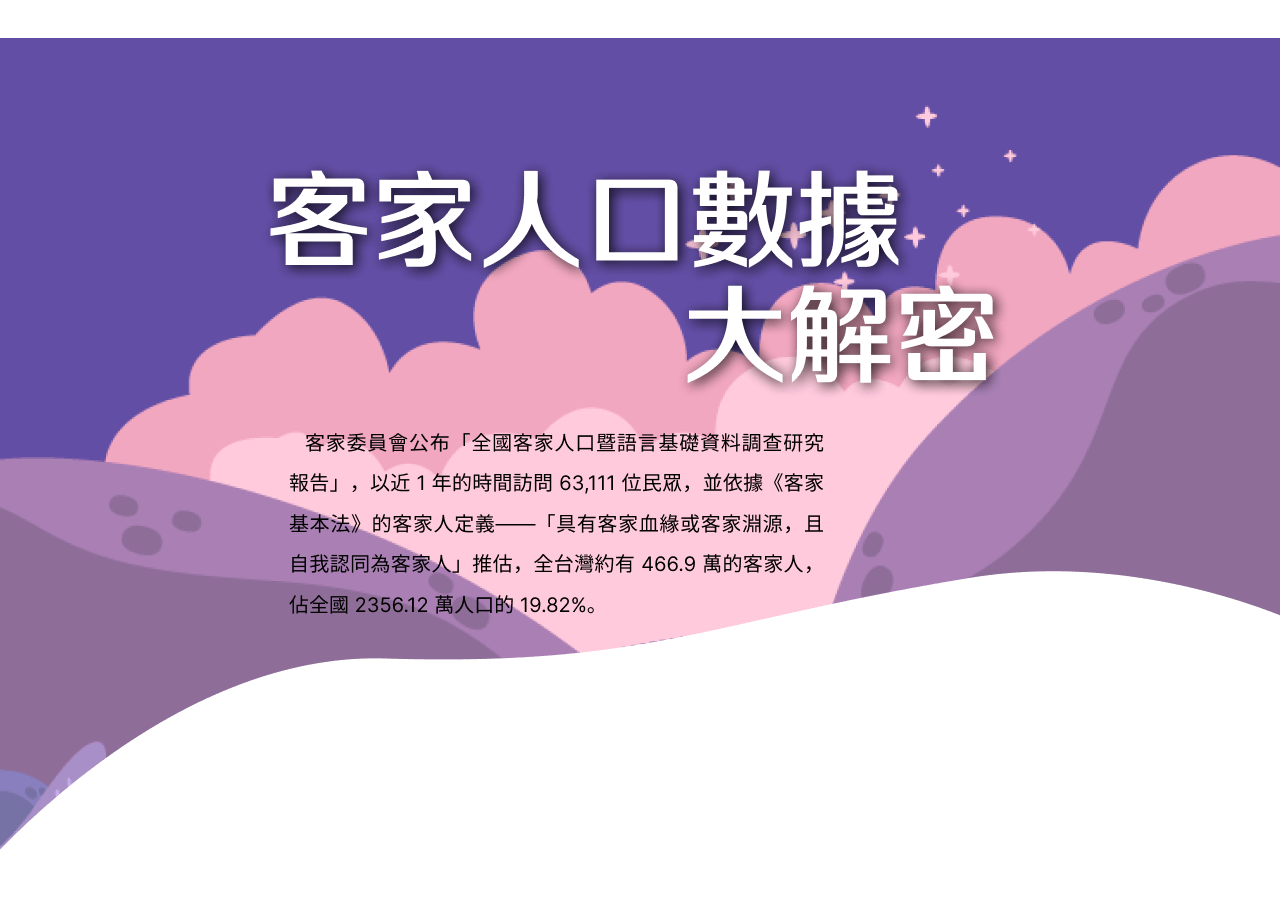 客家人口數據
大解密
客家委員會公布「全國客家人口暨語言基礎資料調查研究
報告」，以近 1 年的時間訪問 63,111 位民眾，並依據《客家
基本法》的客家人定義——「具有客家血緣或客家淵源，且
自我認同為客家人」推估，全台灣約有 466.9 萬的客家人，
佔全國 2356.12 萬人口的 19.82%。